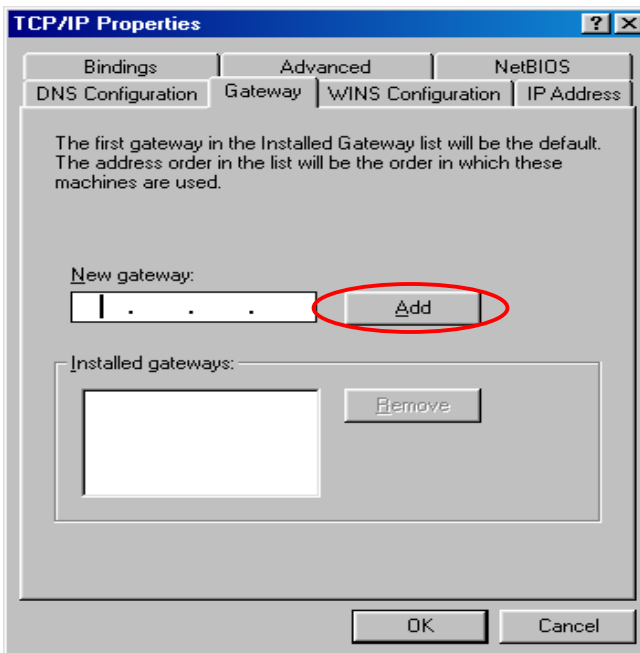 TCP/IP Properties
Bindings Advanced NetBIOS
DNS Configuration Gateway WINS Configuration IP Address
The first gateway in the Installed Gateway list will be the default.
The address order in the list will be the order in which these
machines are used.
New gateway:
. . . Add
Installed gateways:
Remove
OK Cancel